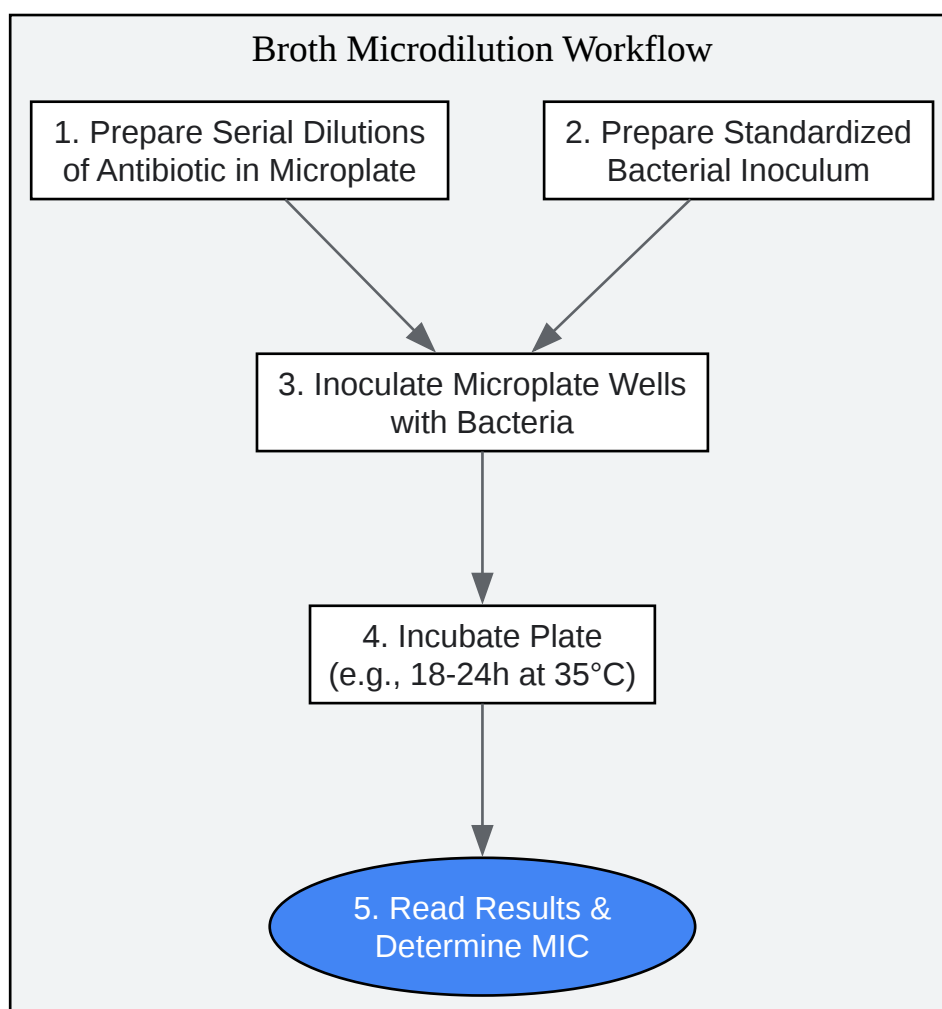 Broth Microdilution Workflow
1. Prepare Serial Dilutions
of Antibiotic in Microplate
2. Prepare Standardized
Bacterial Inoculum
3. Inoculate Microplate Wells
with Bacteria
4. Incubate Plate
(e.g., 18-24h at 35°C)
5. Read Results &
Determine MIC